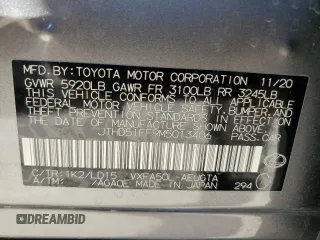 MFD.BY: TOYOTA MOTOR CORPORATION 11/20
GVWR 5920LB GAWR FR 3100LB RR 3245LB
THIS VEHICLE CONFORMS TO ALL APPLICABLE
FEDERAL MOTOR VEHICLE SAFETY, BUMPER, AND
THEFT PREVENTION STANDARDS IN EFFECT ON
THE DATE OF MANUFACTURE SHOWN ABOVE.
PASS.CAR
C/TR: 1K2/LD15 VXFA50L-AEUGTA
A/TM: /AGA0E MADE IN JAPAN 294
© IMAGE, EPIXFAX